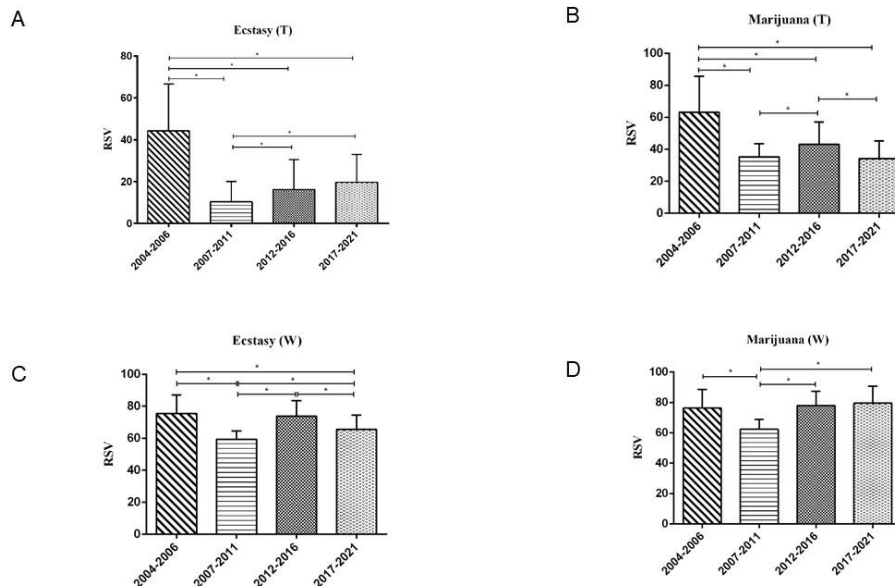 A
Ecstasy (T)
RSV
80
60
40
20
0
* * * * *
2004-2006
2007-2011
2012-2016
2017-2021
B
Marijuana (T)
RSV
100
80
60
40
20
0
* * * * *
2004-2006
2007-2011
2012-2016
2017-2021
C
Ecstasy (W)
RSV
100
80
60
40
20
0
* * * * *
2004-2006
2007-2011
2012-2016
2017-2021
D
Marijuana (W)
RSV
100
80
60
40
20
0
* * *
2004-2006
2007-2011
2012-2016
2017-2021